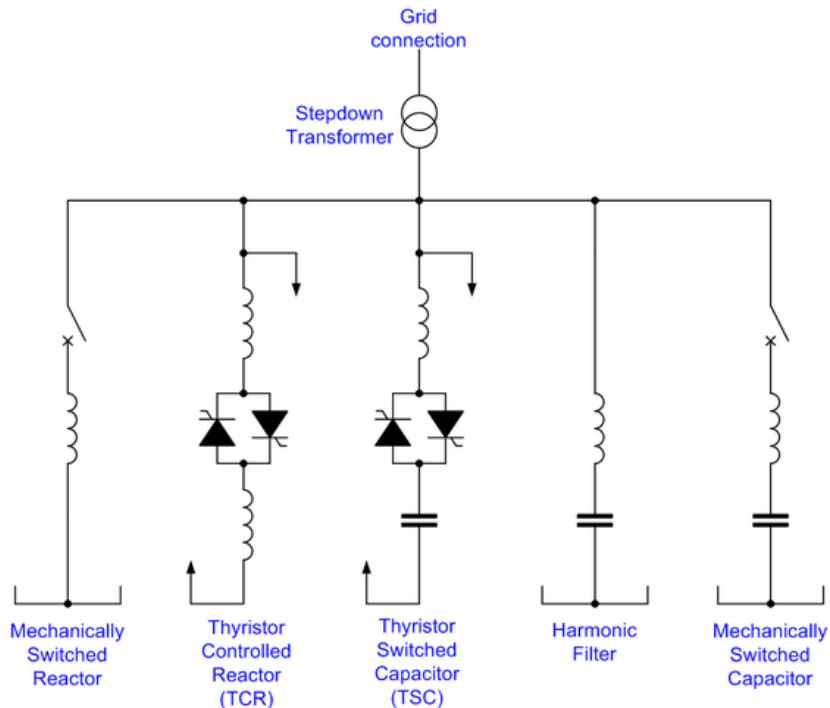 Grid
connection
Stepdown
Transformer
Mechanically
Switched
Reactor
Thyristor
Controlled
Reactor
(TCR)
Thyristor
Switched
Capacitor
(TSC)
Harmonic
Filter
Mechanically
Switched
Capacitor